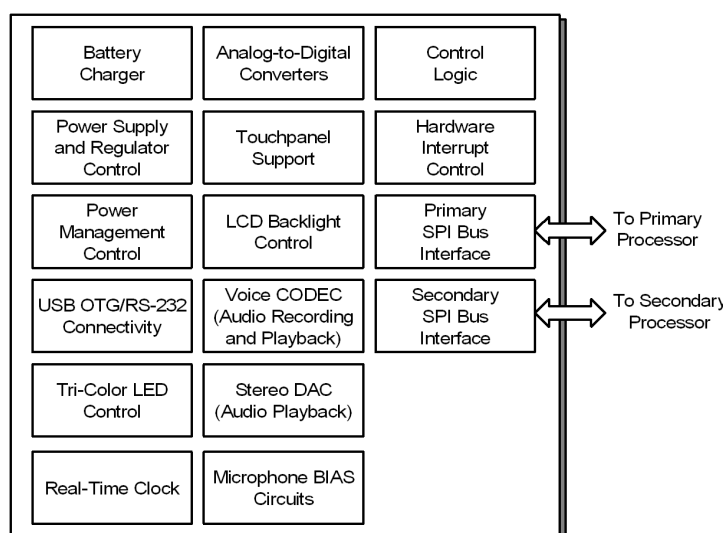 Battery
Charger
Analog-to-Digital
Converters
Control
Logic
Power Supply
and Regulator
Control
Touchpanel
Support
Hardware
Interrupt
Control
Power
Management
Control
LCD Backlight
Control
Primary
SPI Bus
Interface
To Primary
Processor
USB OTG/RS-232
Connectivity
Voice CODEC
(Audio Recording
and Playback)
Secondary
SPI Bus
Interface
To Secondary
Processor
Tri-Color LED
Control
Stereo DAC
(Audio Playback)
Real-Time Clock
Microphone BIAS
Circuits